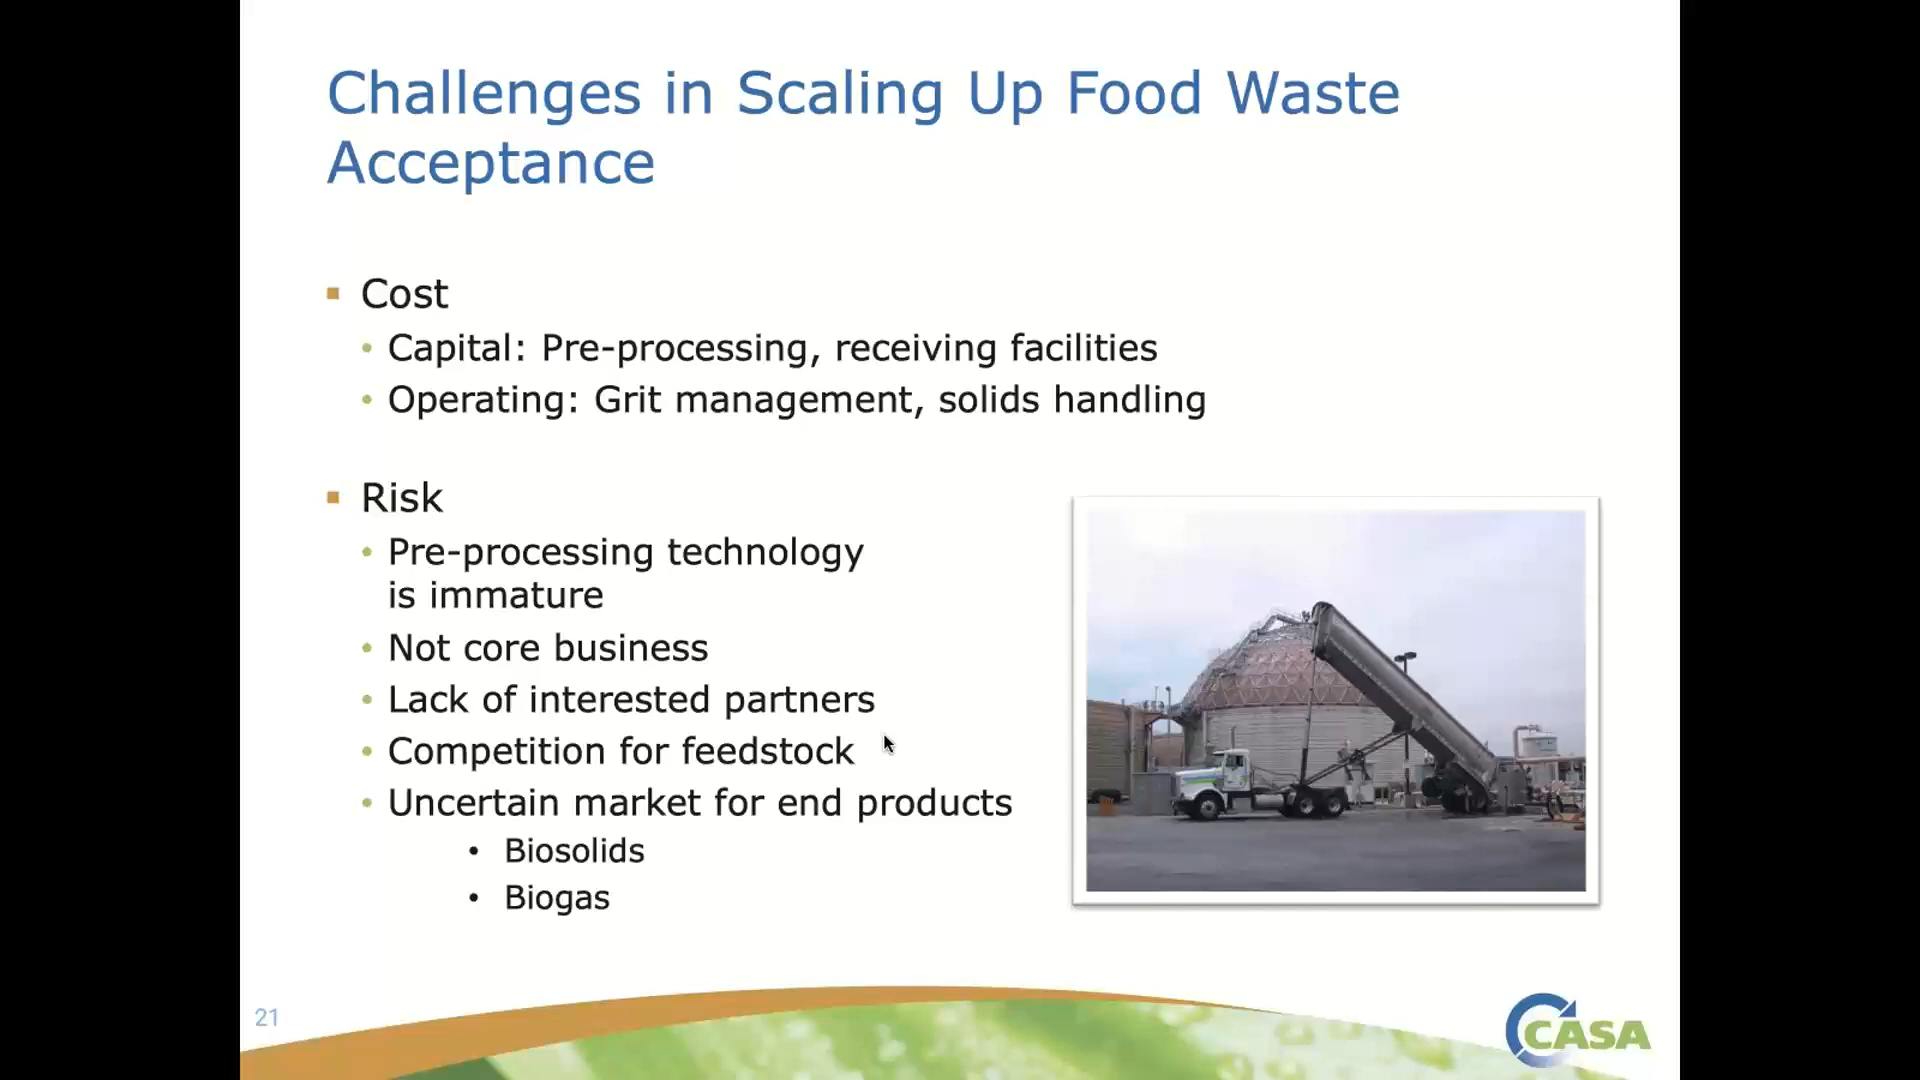 Challenges in Scaling Up Food Waste
Acceptance
Cost
Capital: Pre-processing, receiving facilities
Operating: Grit management, solids handling
Risk
Pre-processing technology
is immature
Not core business
Lack of interested partners
Competition for feedstock
Uncertain market for end products
Biosolids
Biogas
21
CASA